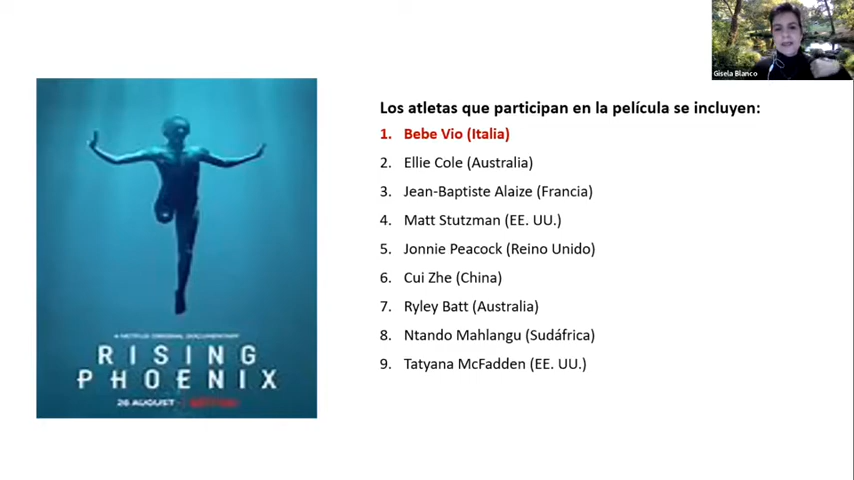 Gisela Blanco
Los atletas que participan en la película se incluyen:
1. Bebe Vio (Italia)
2. Ellie Cole (Australia)
3. Jean-Baptiste Alaize (Francia)
4. Matt Stutzman (EE. UU.)
5. Jonnie Peacock (Reino Unido)
6. Cui Zhe (China)
7. Ryley Batt (Australia)
8. Ntando Mahlangu (Sudáfrica)
9. Tatyana McFadden (EE. UU.)
A NETFLIX ORIGINAL DOCUMENTARY
RISING
PHOENIX
26 AUGUST